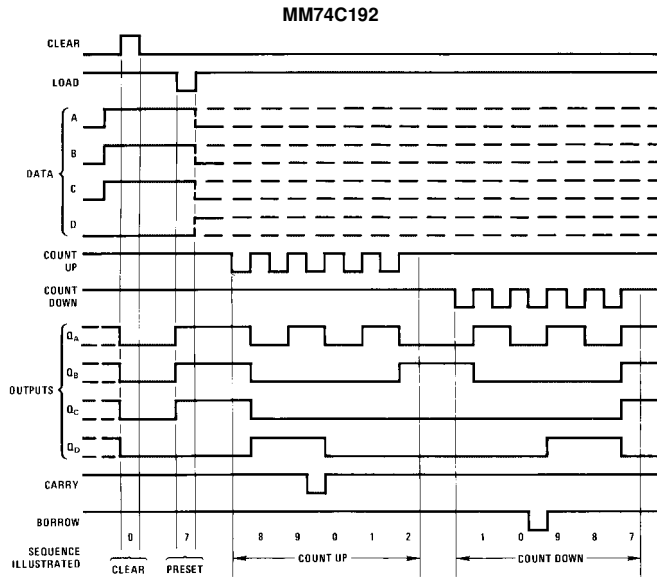 MM74C192
CLEAR
LOAD
A
B
DATA
C
D
COUNT
UP
COUNT
DOWN
QA
QB
OUTPUTS
QC
QD
CARRY
BORROW
0 7 8 9 0 1 2 1 0 9 8 7
SEQUENCE
ILLUSTRATED
CLEAR PRESET COUNT UP COUNT DOWN